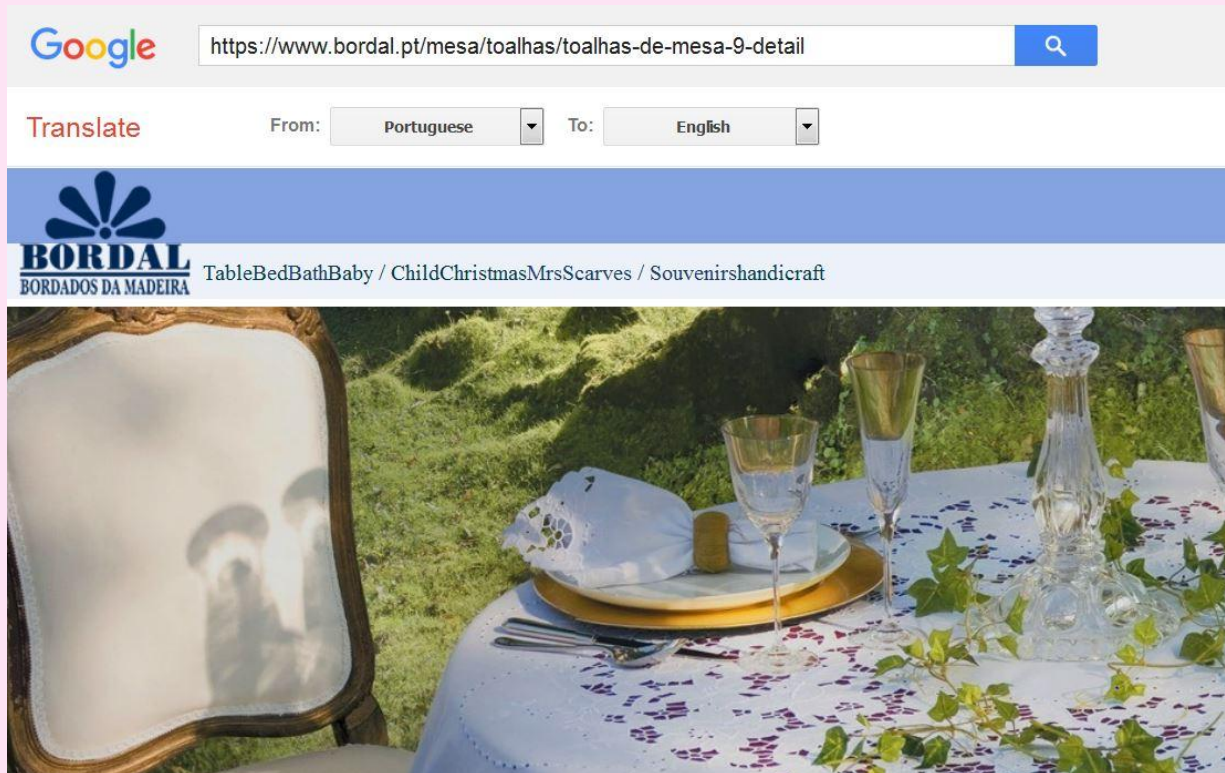 Google
https://www.bordal.pt/mesa/toalhas/toalhas-de-mesa-9-detail
Translate From: Portuguese To: English
BORDAL
BORDADOS DA MADEIRA
TableBedBathBaby / ChildChristmasMrsScarves / Souvenirshandicraft